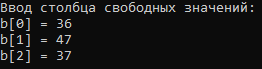 Ввод столбца свободных значений:
b[0] = 36
b[1] = 47
b[2] = 37